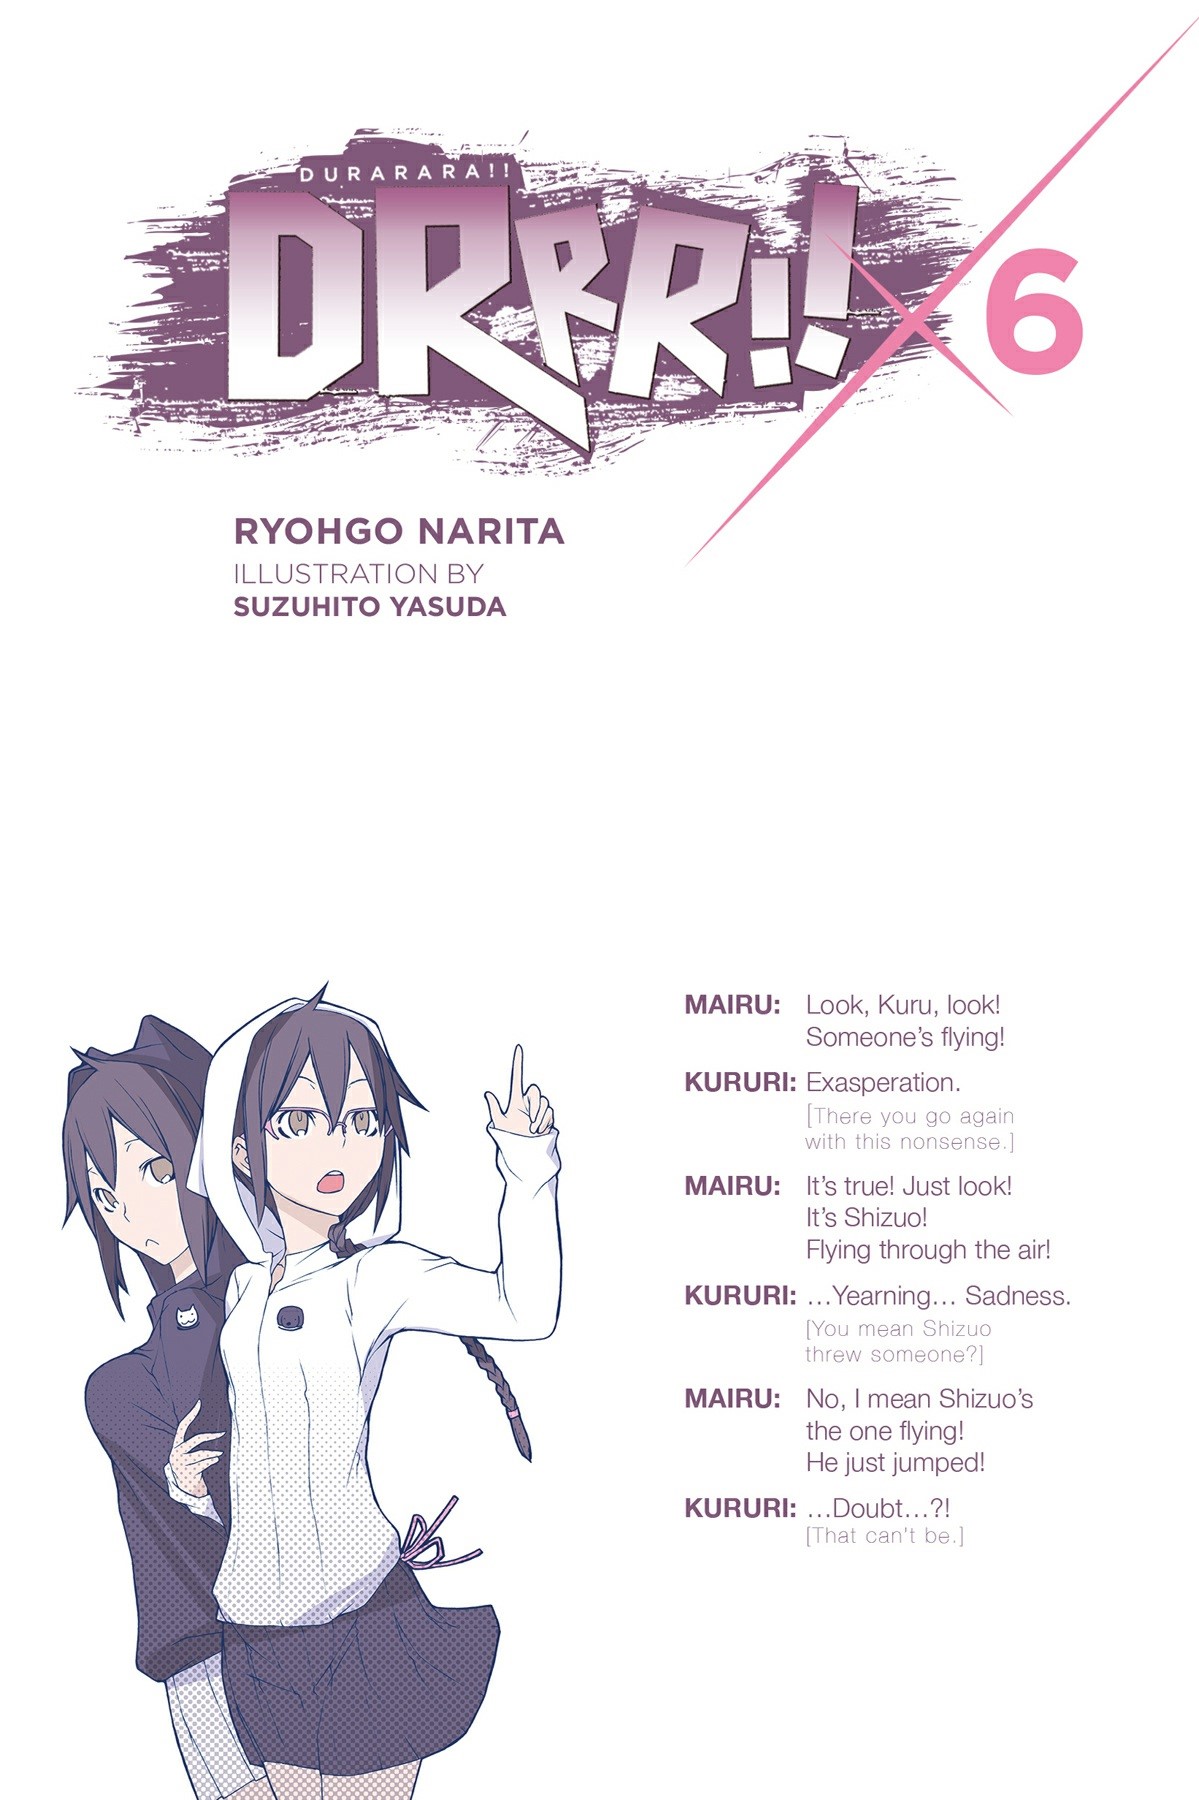 DURARARA!!
DRRR!!×6
RYOHGO NARITA
ILLUSTRATION BY
SUZUHITO YASUDA
MAIRU: Look, Kuru, look!
Someone's flying!
KURURI: Exasperation.
[There you go again
with this nonsense.]
MAIRU: It's true! Just look!
It's Shizuo!
Flying through the air!
KURURI: …Yearning… Sadness.
[You mean Shizuo
threw someone?]
MAIRU: No, I mean Shizuo's
the one flying!
He just jumped!
KURURI: …Doubt…?!
[That can't be.]